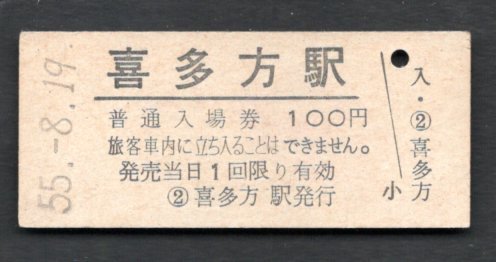 55.-8.19.
喜多方駅
普通入場券 100円
旅客車内に立ち入ることはできません。
発売当日1回限り有効
②喜多方駅発行
入・②喜多方
小